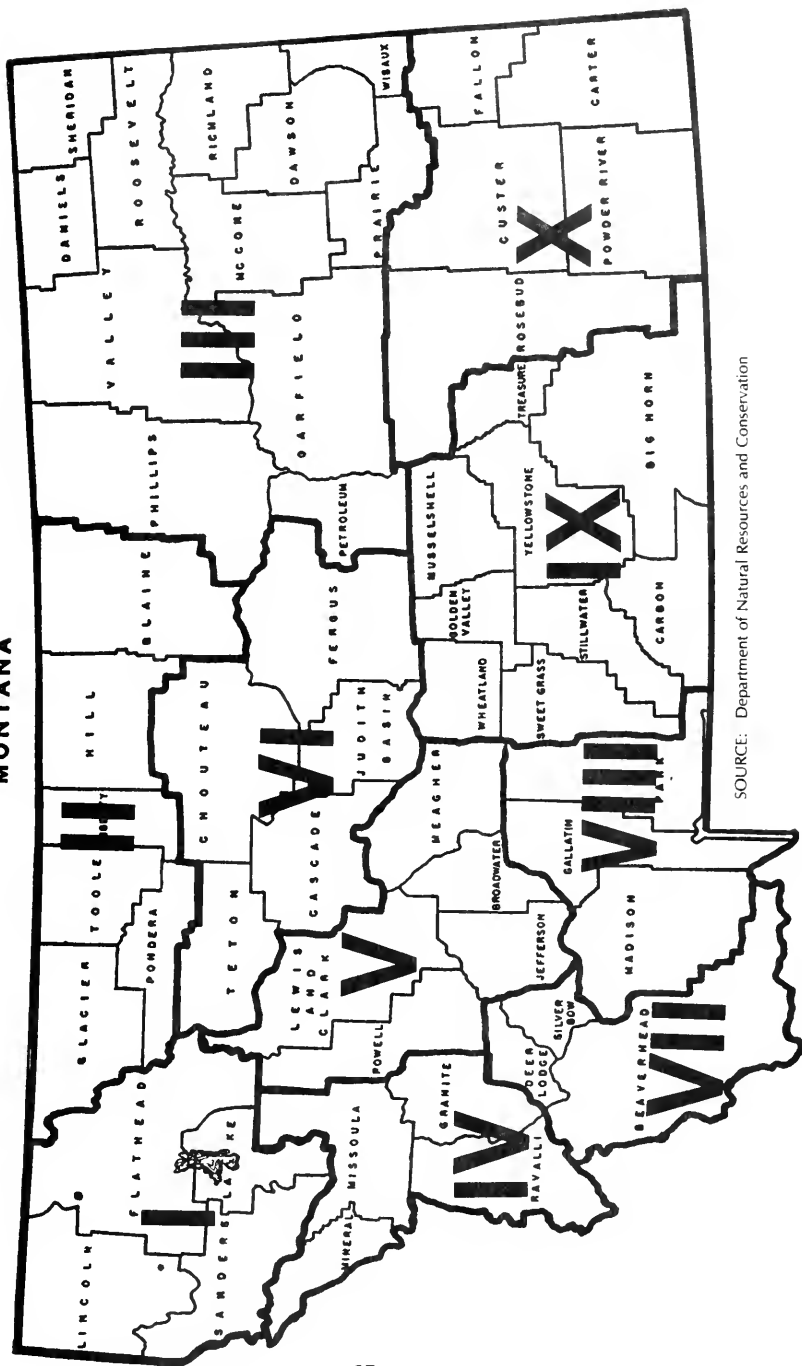 MONTANA
LINCOLN
FLATHEAD
GLACIER
TOOLE
HILL
BLAINE
PHILLIPS
VALLEY
DANIELS
SHERIDAN
ROOSEVELT
RICHLAND
MCCONE
DAWSON
WIBAUX
PRAIRIE
GARFIELD
PETROLEUM
FERGUS
CHOUTEAU
JUDITH
BASIN
CASCADE
TETON
PONDERA
SANDERS
LAKE
MINERAL
MISSOULA
POWELL
LEWIS
AND
CLARK
GRANITE
RAVALLI
DEER
LODGE
SILVER
BOW
JEFFERSON
BROADWATER
MEAGHER
BEAVERHEAD
MADISON
GALLATIN
PARK
WHEATLAND
GOLDEN
VALLEY
MUSSELSHELL
SWEET GRASS
STILLWATER
YELLOWSTONE
TREASURE
CARBON
BIG HORN
ROSEBUD
CUSTER
FALLON
POWDER RIVER
CARTER
I
II
III
IV
V
VI
VII
VIII
IX
X
SOURCE: Department of Natural Resources and Conservation